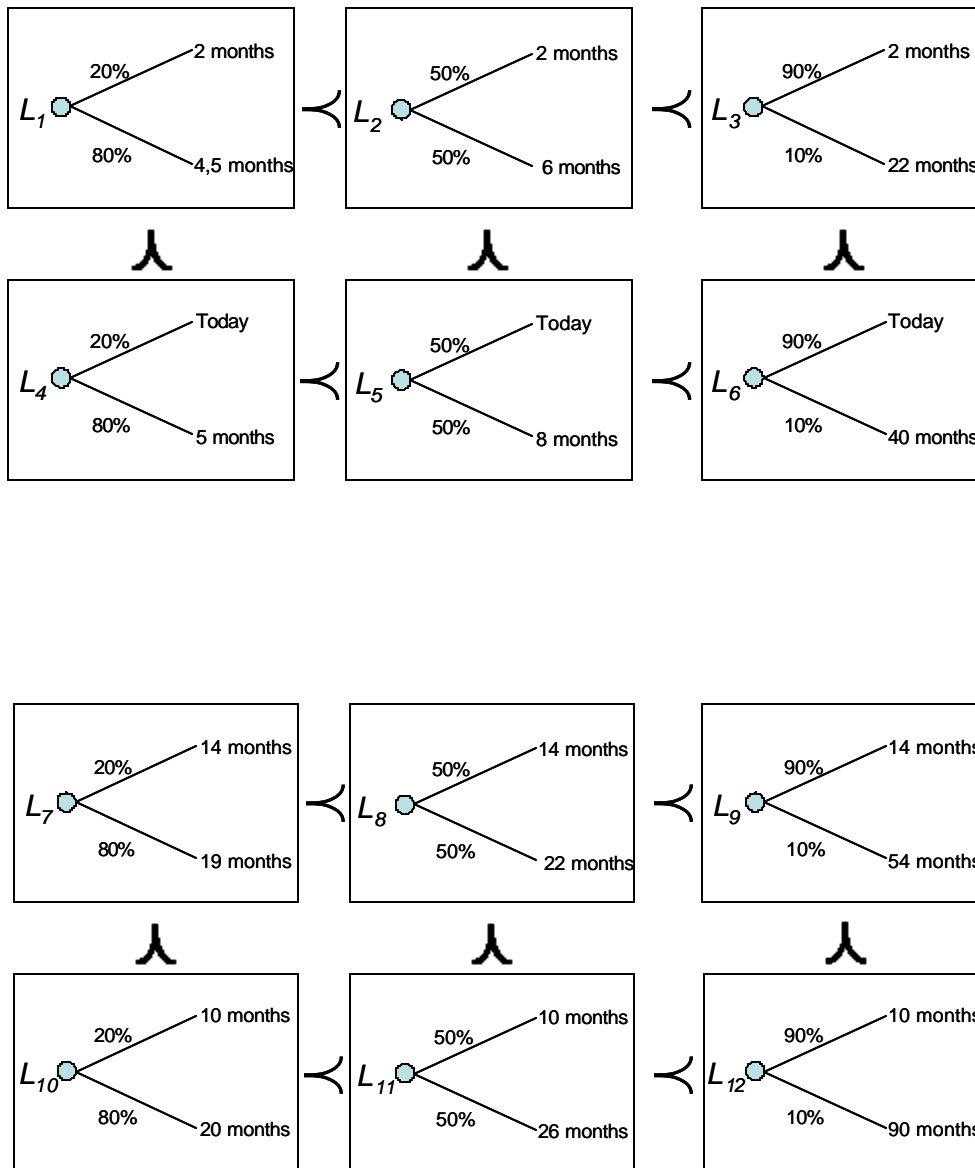 20% 2 months
L1
80% 4,5 months
50% 2 months
L2
50% 6 months
90% 2 months
L3
10% 22 months
20% Today
L4
80% 5 months
50% Today
L5
50% 8 months
90% Today
L6
10% 40 months
20% 14 months
L7
80% 19 months
50% 14 months
L8
50% 22 months
90% 14 months
L9
10% 54 months
20% 10 months
L10
80% 20 months
50% 10 months
L11
50% 26 months
90% 10 months
L12
10% 90 months